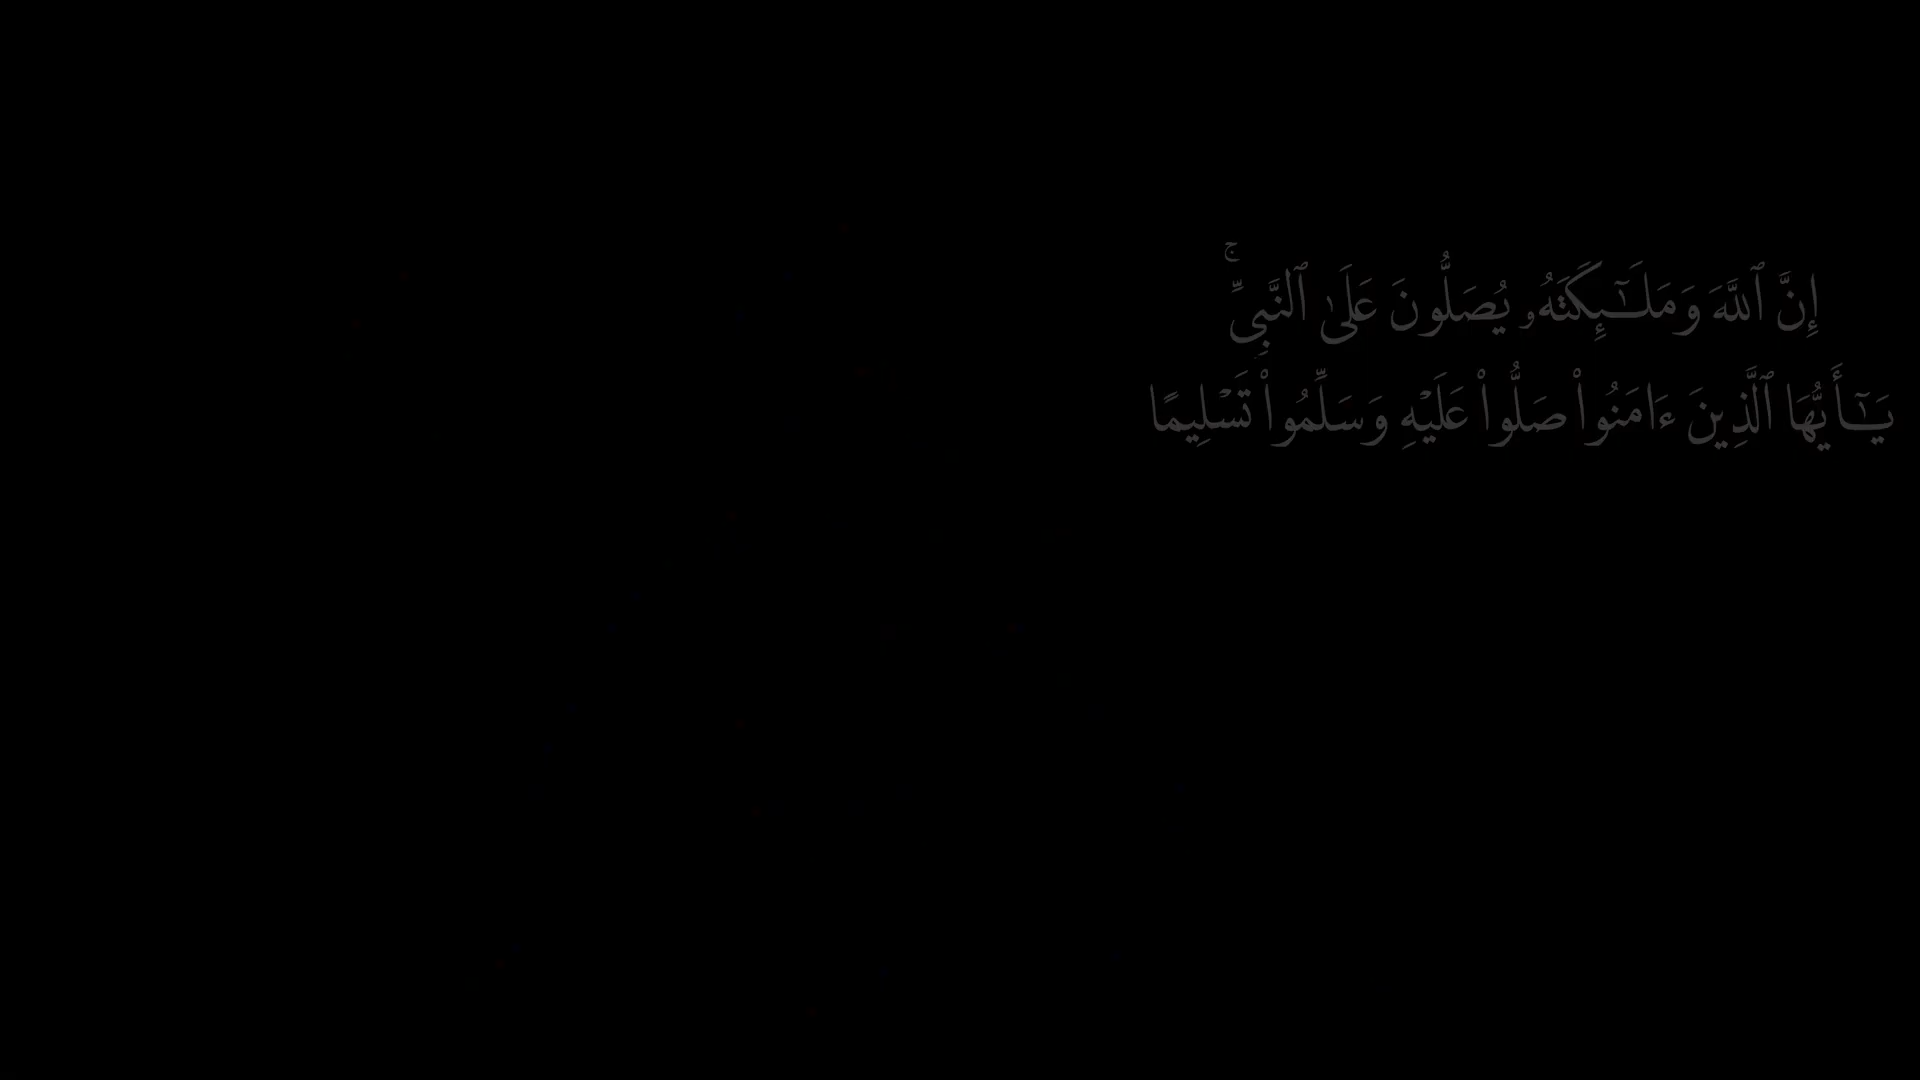 إِنَّ ٱللَّهَ وَمَلَـٰٓئِكَتَهُۥ يُصَلُّونَ عَلَى ٱلنَّبِىِّ ۚ
يَـٰٓأَيُّهَا ٱلَّذِينَ ءَامَنُوا۟ صَلُّوا۟ عَلَيْهِ وَسَلِّمُوا۟ تَسْلِيمًا